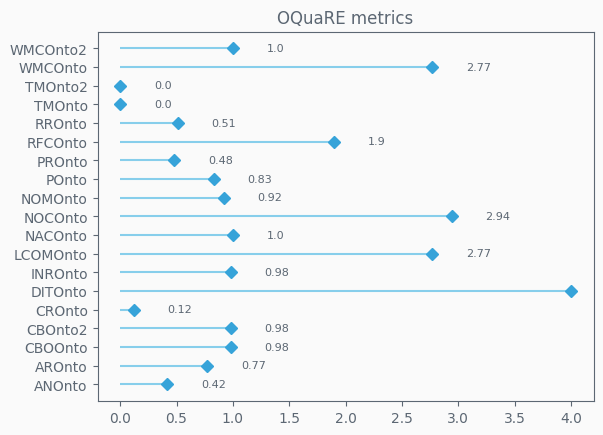 OQuaRE metrics
WMCOnto2 1.0
WMCOnto 2.77
TMOnto2 0.0
TMOnto 0.0
RROnto 0.51
RFCOnto 1.9
PROnto 0.48
POnto 0.83
NOMOnto 0.92
NOCOnto 2.94
NACOnto 1.0
LCOMOnto 2.77
INROnto 0.98
DITOnto
CROnto 0.12
CBOnto2 0.98
CBOOnto 0.98
AROnto 0.77
ANOnto 0.42
0.0 0.5 1.0 1.5 2.0 2.5 3.0 3.5 4.0